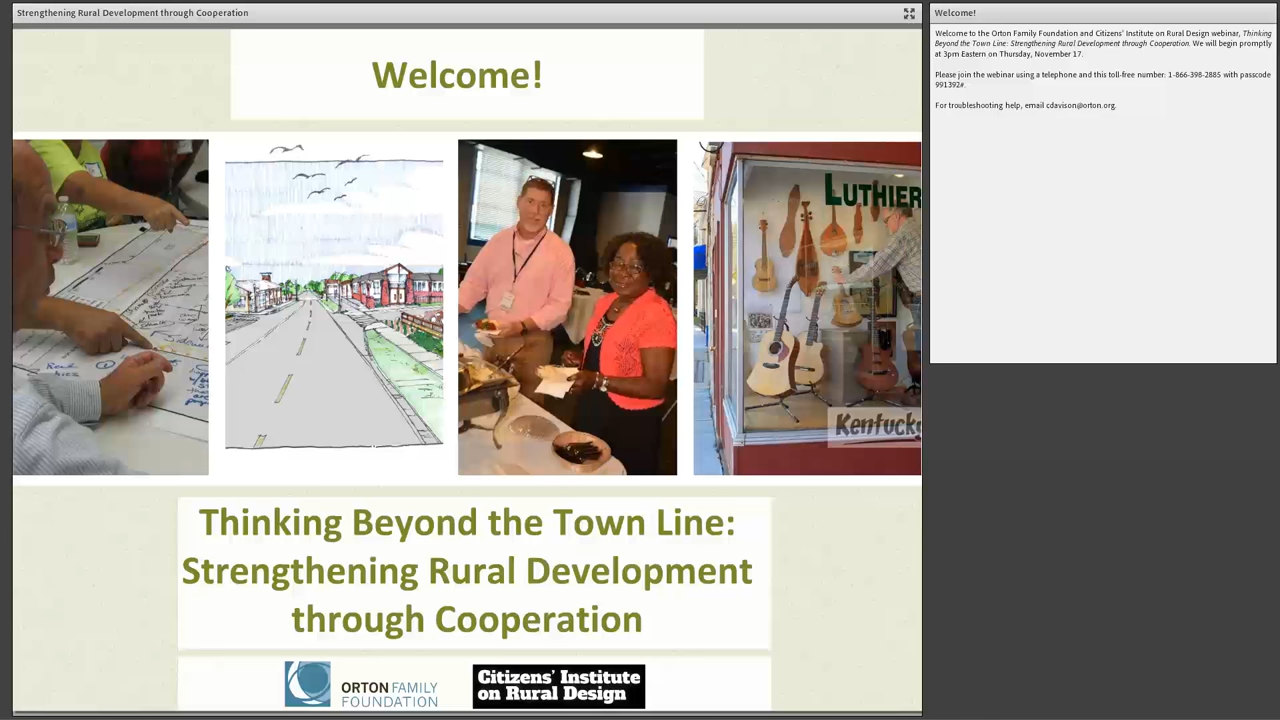 Strengthening Rural Development through Cooperation
Welcome!
LUTHIER
Kentuck
Thinking Beyond the Town Line:
Strengthening Rural Development
through Cooperation
ORTON FAMILY
FOUNDATION
Citizens' Institute
on Rural Design
Welcome!
Welcome to the Orton Family Foundation and Citizens' Institute on Rural Design webinar, Thinking
Beyond the Town Line: Strengthening Rural Development through Cooperation. We will begin promptly
at 3pm Eastern on Thursday, November 17.
Please join the webinar using a telephone and this toll-free number: 1-866-398-2885 with passcode
991392#.
For troubleshooting help, email cdavison@orton.org.